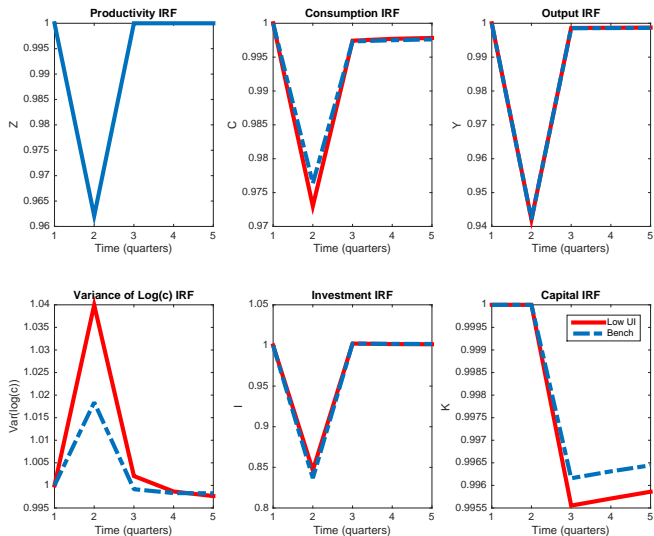 Productivity IRF
1
0.995
0.99
0.985
0.98
0.975
0.97
0.965
0.96
Z
1 2 3 4 5
Time (quarters)
Consumption IRF
1
0.995
0.99
0.985
0.98
0.975
0.97
C
1 2 3 4 5
Time (quarters)
Output IRF
1
0.99
0.98
0.97
0.96
0.95
0.94
Y
1 2 3 4 5
Time (quarters)
Variance of Log(c) IRF
1.04
1.035
1.03
1.025
1.02
1.015
1.01
1.005
1
0.995
Var(log(c))
1 2 3 4 5
Time (quarters)
Investment IRF
1.05
1
0.95
0.9
0.85
0.8
I
1 2 3 4 5
Time (quarters)
Capital IRF
1
0.9995
0.999
0.9985
0.998
0.9975
0.997
0.9965
0.996
0.9955
K
Low UI
Bench
1 2 3 4 5
Time (quarters)